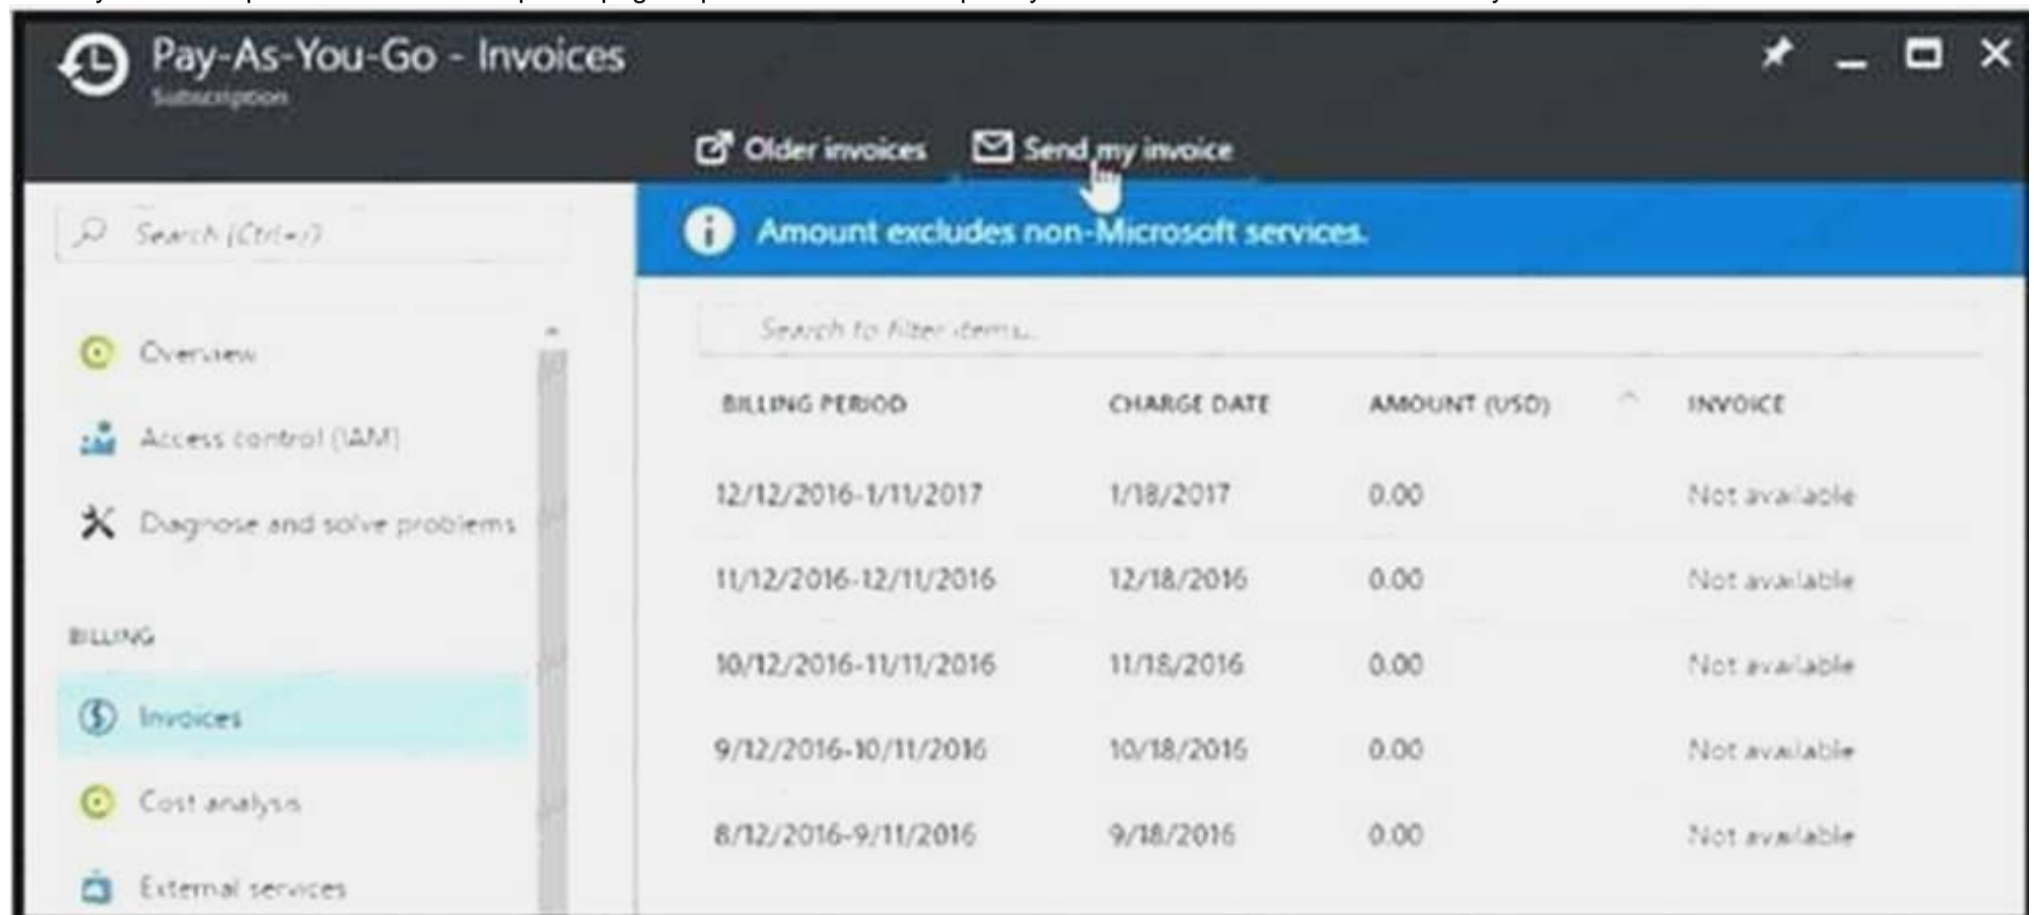 Pay-As-You-Go - Invoices
Subscription
Older invoices
Send my invoice
Search (Ctrl+/)
Amount excludes non-Microsoft services.
Search to filter items...
Overview
Access control (IAM)
Diagnose and solve problems
BILLING
Invoices
Cost analysis
External services
BILLING PERIOD CHARGE DATE AMOUNT (USD) INVOICE
12/12/2016-1/11/2017 1/18/2017 0.00 Not available
11/12/2016-12/11/2016 12/18/2016 0.00 Not available
10/12/2016-11/11/2016 11/18/2016 0.00 Not available
9/12/2016-10/11/2016 10/18/2016 0.00 Not available
8/12/2016-9/11/2016 9/18/2016 0.00 Not available